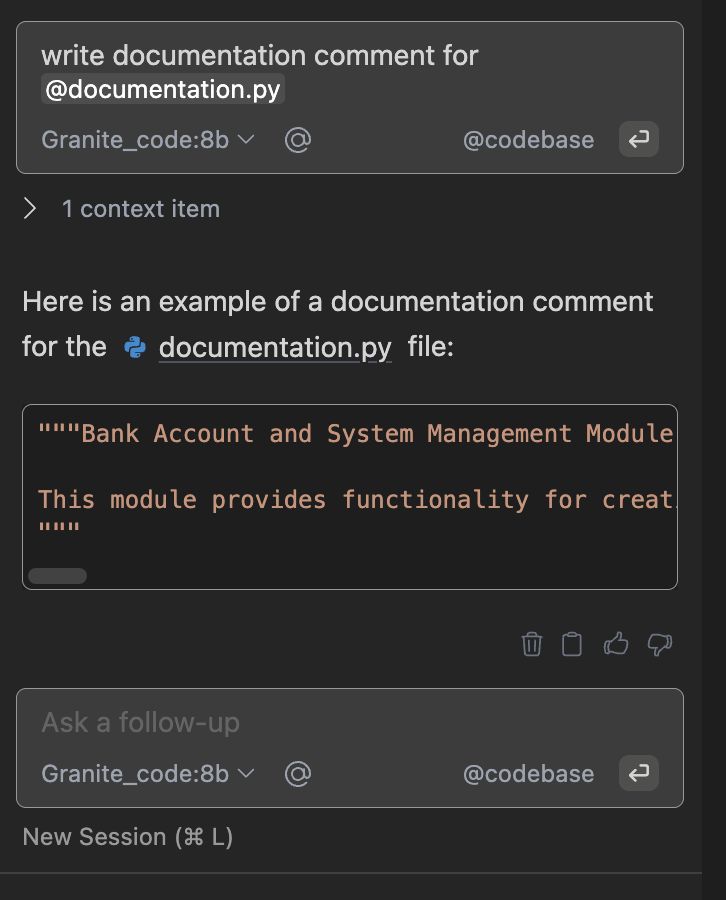 write documentation comment for
@documentation.py
Granite_code:8b @ @codebase
1 context item
Here is an example of a documentation comment
for the documentation.py file:
"""Bank Account and System Management Module
This module provides functionality for creat
"""
Ask a follow-up
Granite_code:8b @ @codebase
New Session (⌘ L)